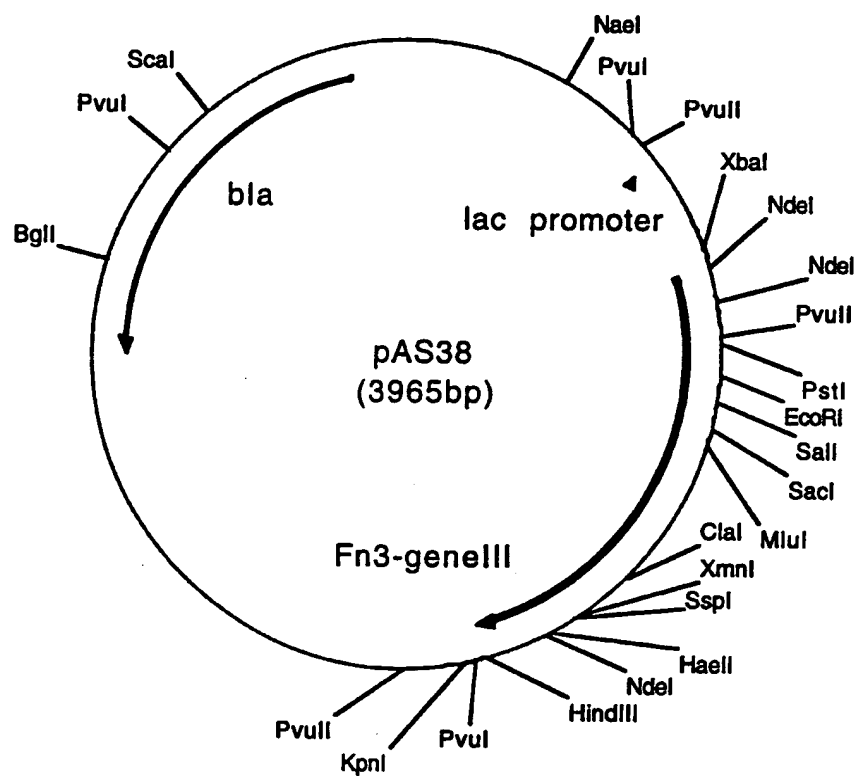 NaeI
ScaI
PvuI
PvuI
PvuII
XbaI
bla
lac promoter
NdeI
BglI
NdeI
PvuII
pAS38
(3965bp)
PstI
EcoRI
SalI
SacI
MluI
ClaI
Fn3-geneIII
XmnI
SspI
HaeII
NdeI
HindIII
PvuII
PvuI
KpnI